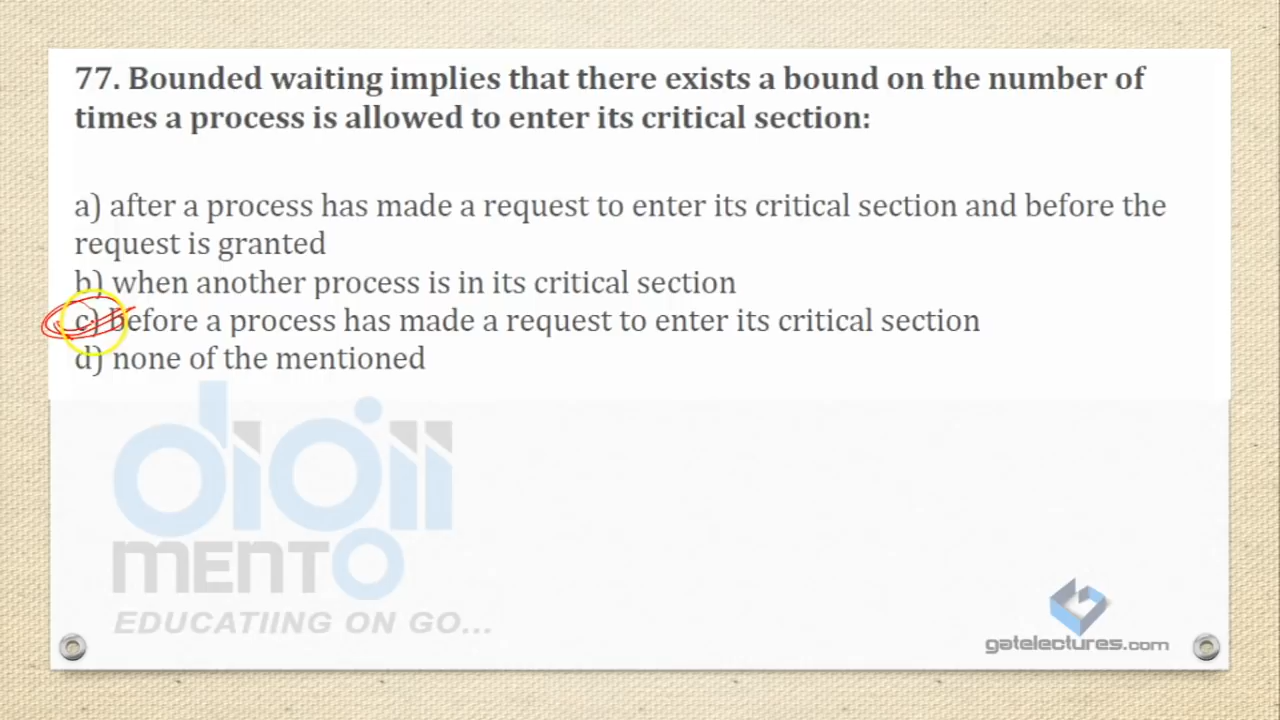 77. Bounded waiting implies that there exists a bound on the number of
times a process is allowed to enter its critical section:
a) after a process has made a request to enter its critical section and before the
request is granted
b) when another process is in its critical section
c) before a process has made a request to enter its critical section
d) none of the mentioned
digii
MENTO
EDUCATIING ON GO...
gatelectures.com